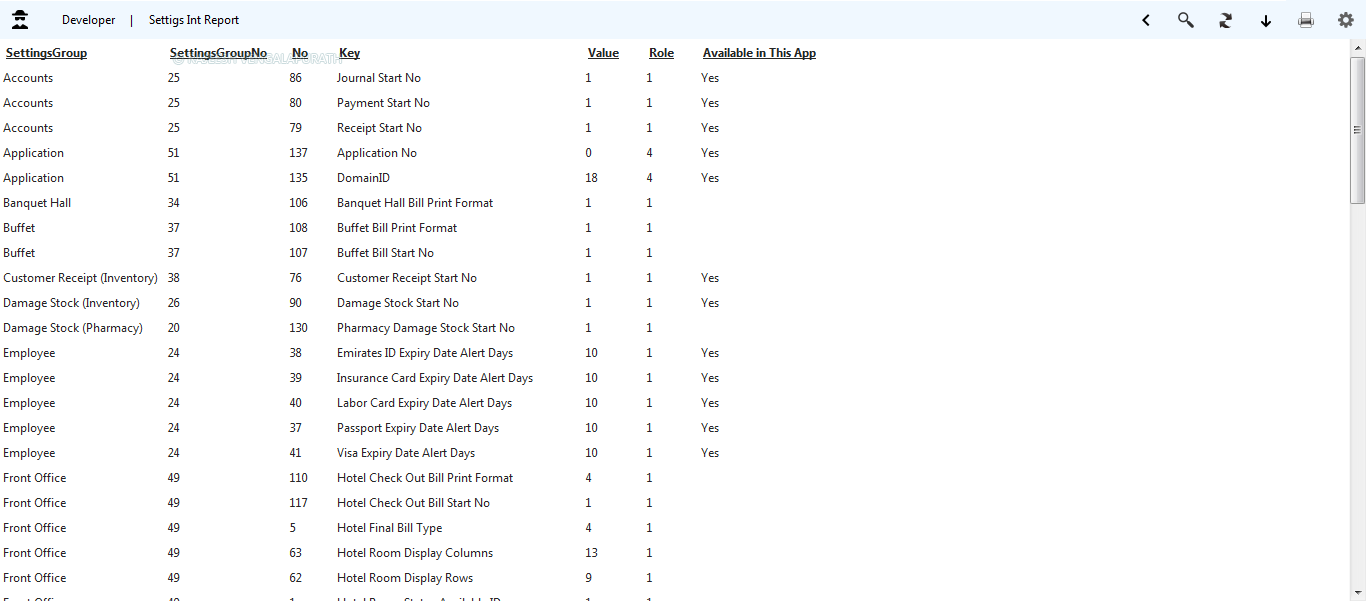 Developer | Settigs Int Report
SettingsGroup SettingsGroupNo No Key Value Role Available in This App
Accounts 25 86 Journal Start No 1 1 Yes
Accounts 25 80 Payment Start No 1 1 Yes
Accounts 25 79 Receipt Start No 1 1 Yes
Application 51 137 Application No 0 4 Yes
Application 51 135 DomainID 18 4 Yes
Banquet Hall 34 106 Banquet Hall Bill Print Format 1 1
Buffet 37 108 Buffet Bill Print Format 1 1
Buffet 37 107 Buffet Bill Start No 1 1
Customer Receipt (Inventory) 38 76 Customer Receipt Start No 1 1 Yes
Damage Stock (Inventory) 26 90 Damage Stock Start No 1 1 Yes
Damage Stock (Pharmacy) 20 130 Pharmacy Damage Stock Start No 1 1
Employee 24 38 Emirates ID Expiry Date Alert Days 10 1 Yes
Employee 24 39 Insurance Card Expiry Date Alert Days 10 1 Yes
Employee 24 40 Labor Card Expiry Date Alert Days 10 1 Yes
Employee 24 37 Passport Expiry Date Alert Days 10 1 Yes
Employee 24 41 Visa Expiry Date Alert Days 10 1 Yes
Front Office 49 110 Hotel Check Out Bill Print Format 4 1
Front Office 49 117 Hotel Check Out Bill Start No 1 1
Front Office 49 5 Hotel Final Bill Type 4 1
Front Office 49 63 Hotel Room Display Columns 13 1
Front Office 49 62 Hotel Room Display Rows 9 1